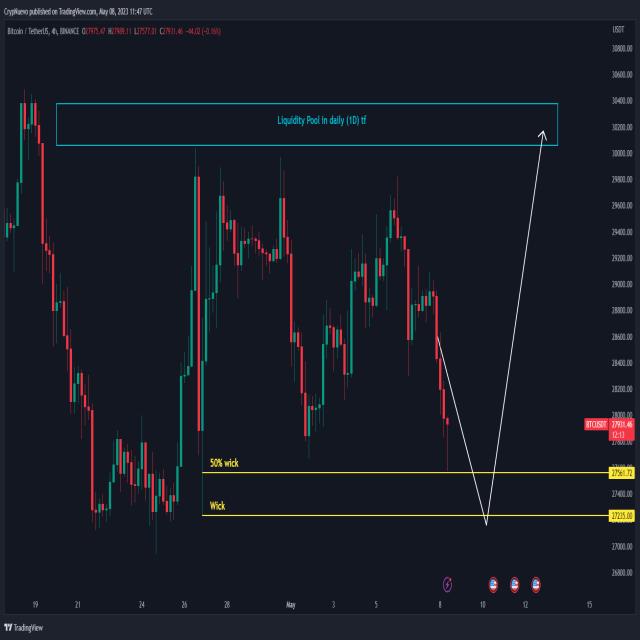 CrypNuevo published on TradingView.com, May 08, 2023 11:47 UTC
Bitcoin / TetherUS, 4h, BINANCE O27975.47 H27989.11 L27577.01 C27931.46 -44.02 (-0.16%)
USDT
30800.00
30600.00
30400.00
Liquidity Pool in daily (1D) tf
30200.00
30000.00
29800.00
29600.00
29400.00
29200.00
29000.00
28800.00
28600.00
28400.00
28200.00
28000.00
BTCUSDT 27931.46
12:13
50% wick
27561.72
Wick
27235.00
27000.00
26800.00
19 21 24 26 28 May 3 5 8 10 12 15
TradingView